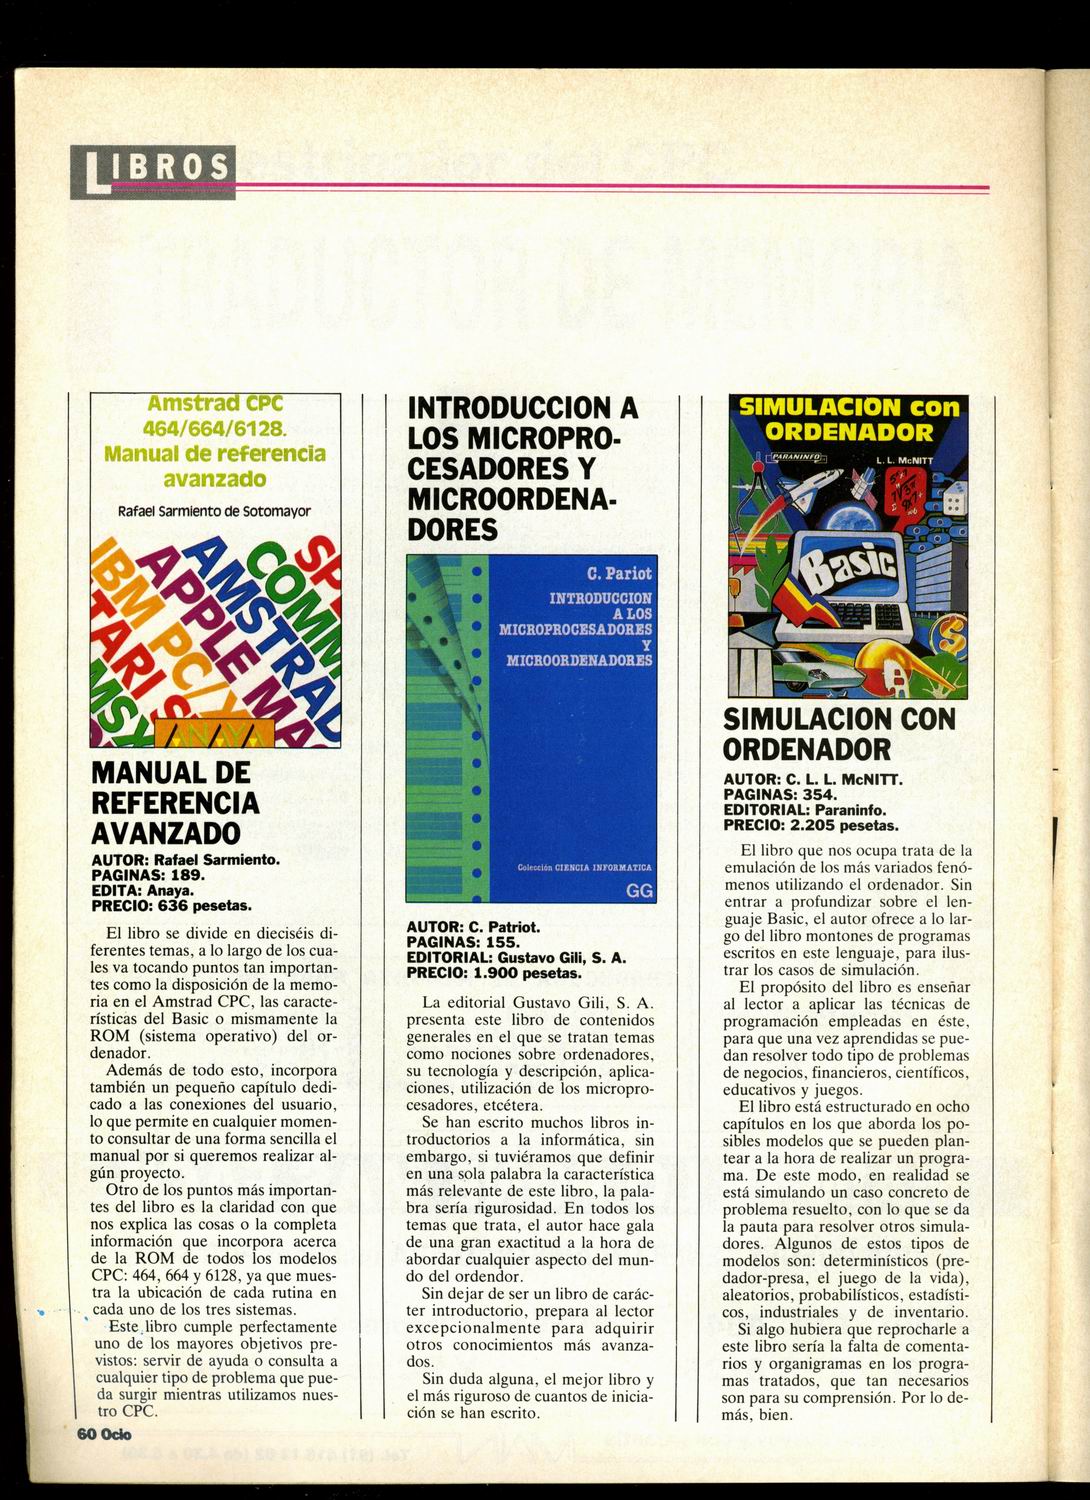 LIBROS
Amstrad CPC
464/664/6128.
Manual de referencia
avanzado
Rafael Sarmiento de Sotomayor
SP
COMM
AMSTRAD
APPLE MA
IBM PC/X
TARI S
MSX
ANAYA
MANUAL DE
REFERENCIA
AVANZADO
AUTOR: Rafael Sarmiento.
PAGINAS: 189.
EDITA: Anaya.
PRECIO: 636 pesetas.
El libro se divide en dieciséis di-
ferentes temas, a lo largo de los cua-
les va tocando puntos tan importan-
tes como la disposición de la memo-
ria en el Amstrad CPC, las caracte-
rísticas del Basic o mismamente la
ROM (sistema operativo) del or-
denador.
Además de todo esto, incorpora
también un pequeño capítulo dedi-
cado a las conexiones del usuario,
lo que permite en cualquier momen-
to consultar de una forma sencilla el
manual por si queremos realizar al-
gún proyecto.
Otro de los puntos más importan-
tes del libro es la claridad con que
nos explica las cosas o la completa
información que incorpora acerca
de la ROM de todos los modelos
CPC: 464, 664 y 6128, ya que mues-
tra la ubicación de cada rutina en
cada uno de los tres sistemas.
Este libro cumple perfectamente
uno de los mayores objetivos pre-
vistos: servir de ayuda o consulta a
cualquier tipo de problema que pue-
da surgir mientras utilizamos nues-
tro CPC.
60 Ocio
INTRODUCCION A
LOS MICROPRO-
CESADORES Y
MICROORDENA-
DORES
C. Pariot
INTRODUCCION
A LOS
MICROPROCESADORES
Y
MICROORDENADORES
Colección CIENCIA INFORMATICA
GG
AUTOR: C. Patriot.
PAGINAS: 155.
EDITORIAL: Gustavo Gili, S. A.
PRECIO: 1.900 pesetas.
La editorial Gustavo Gili, S. A.
presenta este libro de contenidos
generales en el que se tratan temas
como nociones sobre ordenadores,
su tecnología y descripción, aplica-
ciones, utilización de los micropro-
cesadores, etcétera.
Se han escrito muchos libros in-
troductorios a la informática, sin
embargo, si tuviéramos que definir
en una sola palabra la característica
más relevante de este libro, la pala-
bra sería rigurosidad. En todos los
temas que trata, el autor hace gala
de una gran exactitud a la hora de
abordar cualquier aspecto del mun-
do del ordendor.
Sin dejar de ser un libro de carác-
ter introductorio, prepara al lector
excepcionalmente para adquirir
otros conocimientos más avanza-
dos.
Sin duda alguna, el mejor libro y
el más riguroso de cuantos de inicia-
ción se han escrito.
SIMULACION con
ORDENADOR
PARANINFO
L. L. McNITT
Basic
SIMULACION CON
ORDENADOR
AUTOR: C. L. L. McNITT.
PAGINAS: 354.
EDITORIAL: Paraninfo.
PRECIO: 2.205 pesetas.
El libro que nos ocupa trata de la
emulación de los más variados fenó-
menos utilizando el ordenador. Sin
entrar a profundizar sobre el len-
guaje Basic, el autor ofrece a lo lar-
go del libro montones de programas
escritos en este lenguaje, para ilus-
trar los casos de simulación.
El propósito del libro es enseñar
al lector a aplicar las técnicas de
programación empleadas en éste,
para que una vez aprendidas se pue-
dan resolver todo tipo de problemas
de negocios, financieros, científicos,
educativos y juegos.
El libro está estructurado en ocho
capítulos en los que aborda los po-
sibles modelos que se pueden plan-
tear a la hora de realizar un progra-
ma. De este modo, en realidad se
está simulando un caso concreto de
problema resuelto, con lo que se da
la pauta para resolver otros simula-
dores. Algunos de estos tipos de
modelos son: determinísticos (pre-
dador-presa, el juego de la vida),
aleatorios, probabilísticos, estadísti-
cos, industriales y de inventario.
Si algo hubiera que reprocharle a
este libro sería la falta de comenta-
rios y organigramas en los progra-
mas tratados, que tan necesarios
son para su comprensión. Por lo de-
más, bien.